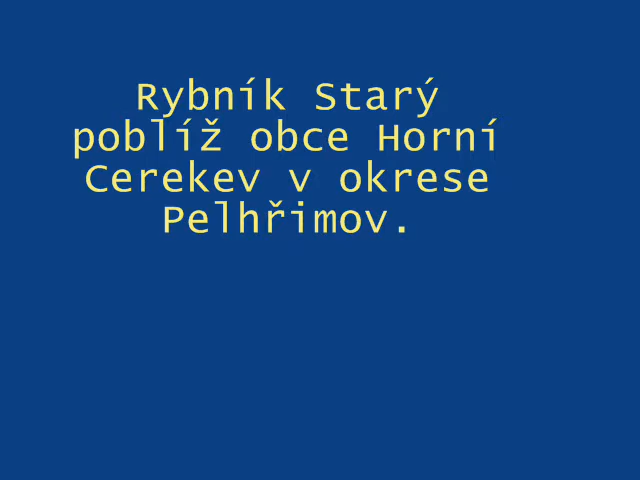 Rybník Starý
poblíž obce Horní
Cerekev v okrese
Pelhřimov.